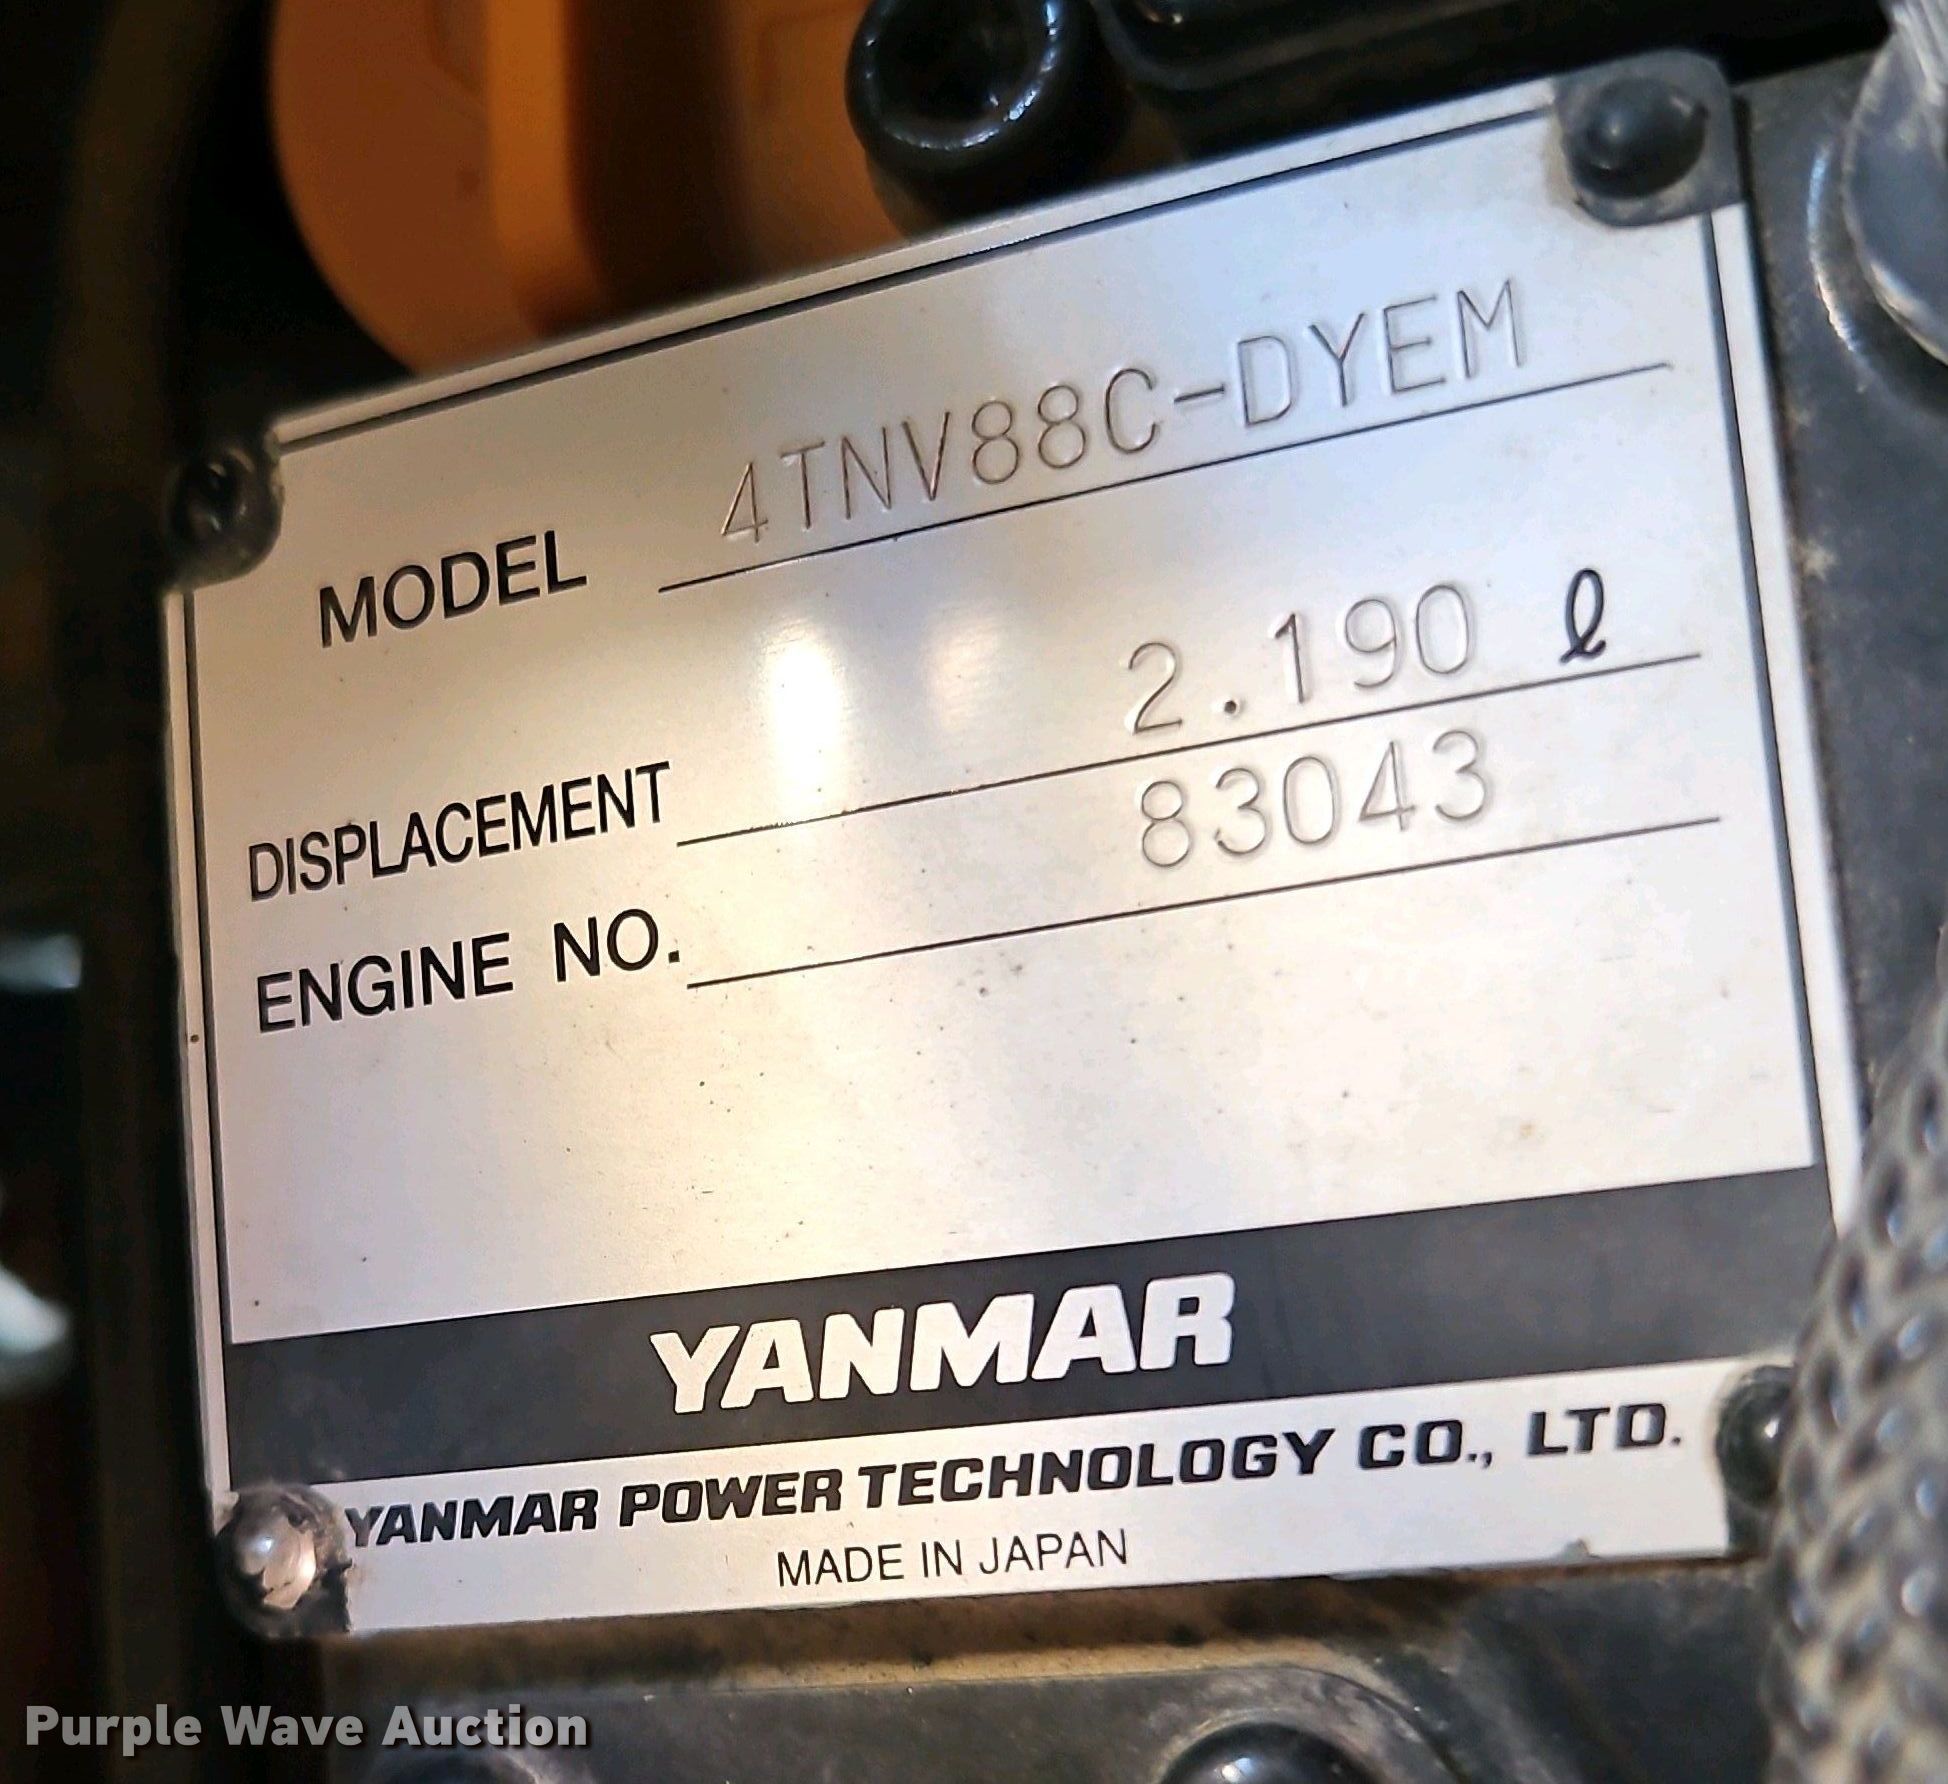 MODEL 4TNV88C-DYEM
DISPLACEMENT 2.190 ℓ
ENGINE NO. 83043
YANMAR
YANMAR POWER TECHNOLOGY CO., LTD.
MADE IN JAPAN
Purple Wave Auction